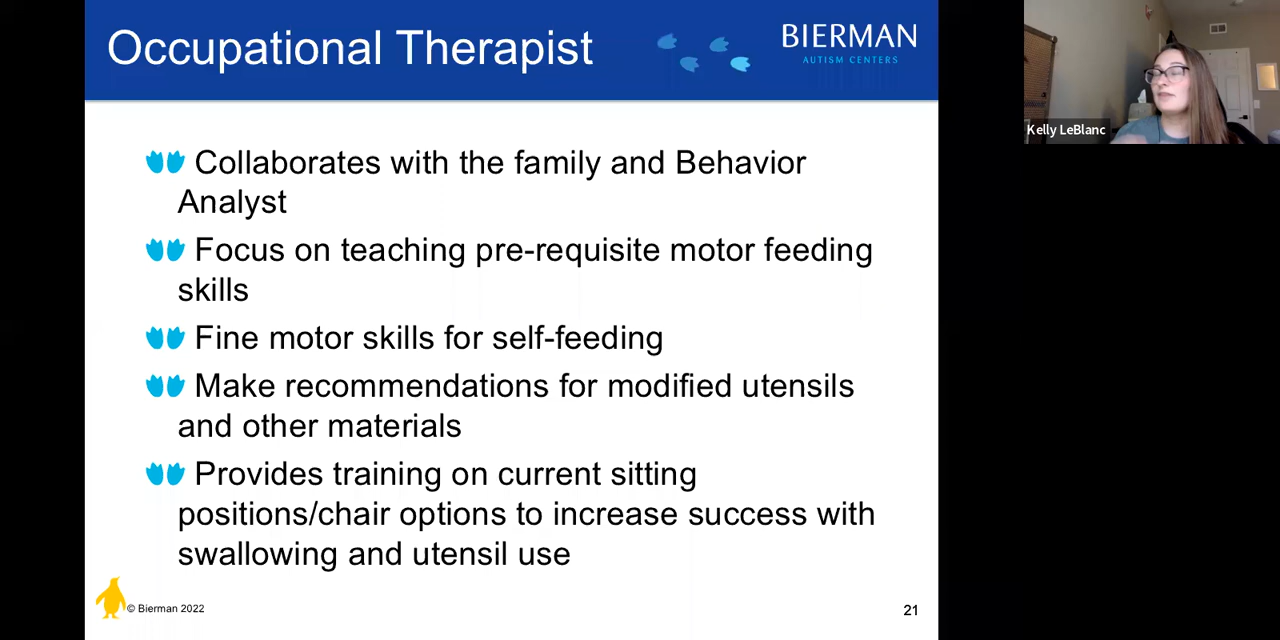 Occupational Therapist
BIERMAN
AUTISM CENTERS
Kelly LeBlanc
Collaborates with the family and Behavior
Analyst
Focus on teaching pre-requisite motor feeding
skills
Fine motor skills for self-feeding
Make recommendations for modified utensils
and other materials
Provides training on current sitting
positions/chair options to increase success with
swallowing and utensil use
© Bierman 2022
21